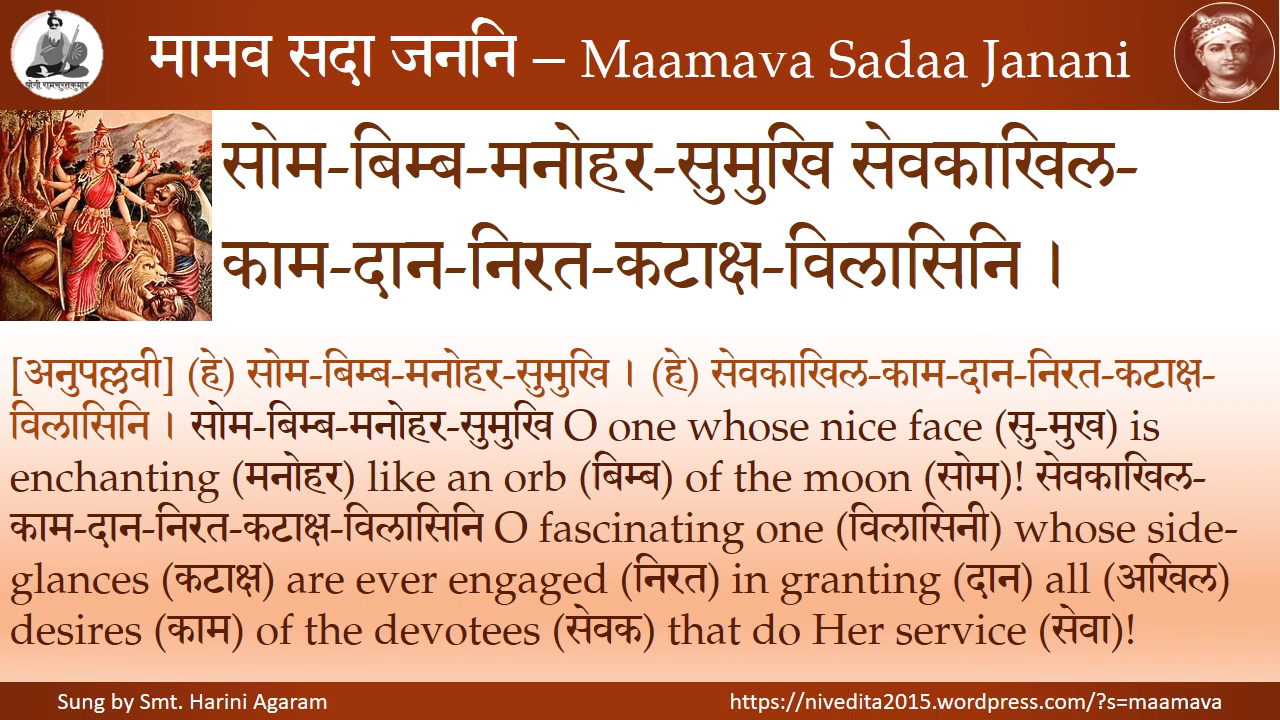 मामव सदा जननि – Maamava Sadaa Janani
योगी रामसुरतकुमार
सोम-बिम्ब-मनोहर-सुमुखि सेवकाखिल-
काम-दान-निरत-कटाक्ष-विलासिनि ।
[अनुपल्लवी] (हे) सोम-बिम्ब-मनोहर-सुमुखि । (हे) सेवकाखिल-काम-दान-निरत-कटाक्ष-
विलासिनि । सोम-बिम्ब-मनोहर-सुमुखि O one whose nice face (सु-मुख) is
enchanting (मनोहर) like an orb (बिम्ब) of the moon (सोम)! सेवकाखिल-
काम-दान-निरत-कटाक्ष-विलासिनि O fascinating one (विलासिनी) whose side-
glances (कटाक्ष) are ever engaged (निरत) in granting (दान) all (अखिल)
desires (काम) of the devotees (सेवक) that do Her service (सेवा)!
Sung by Smt. Harini Agaram
https://nivedita2015.wordpress.com/?s=maamava